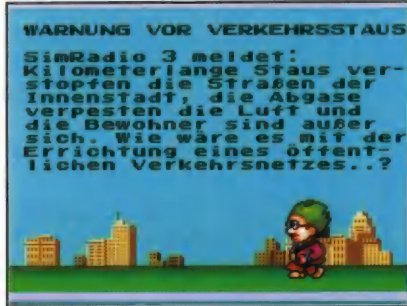 WARNUNG VOR VERKEHRSSTAUS
SimRadio 3 meldet:
Kilometerlange Staus ver-
stopfen die Straßen der
Innenstadt, die Abgase
verpesten die Luft und
die Bewohner sind außer
sich. Wie wäre es mit der
Errichtung eines öffent-
lichen Verkehrsnetzes..?